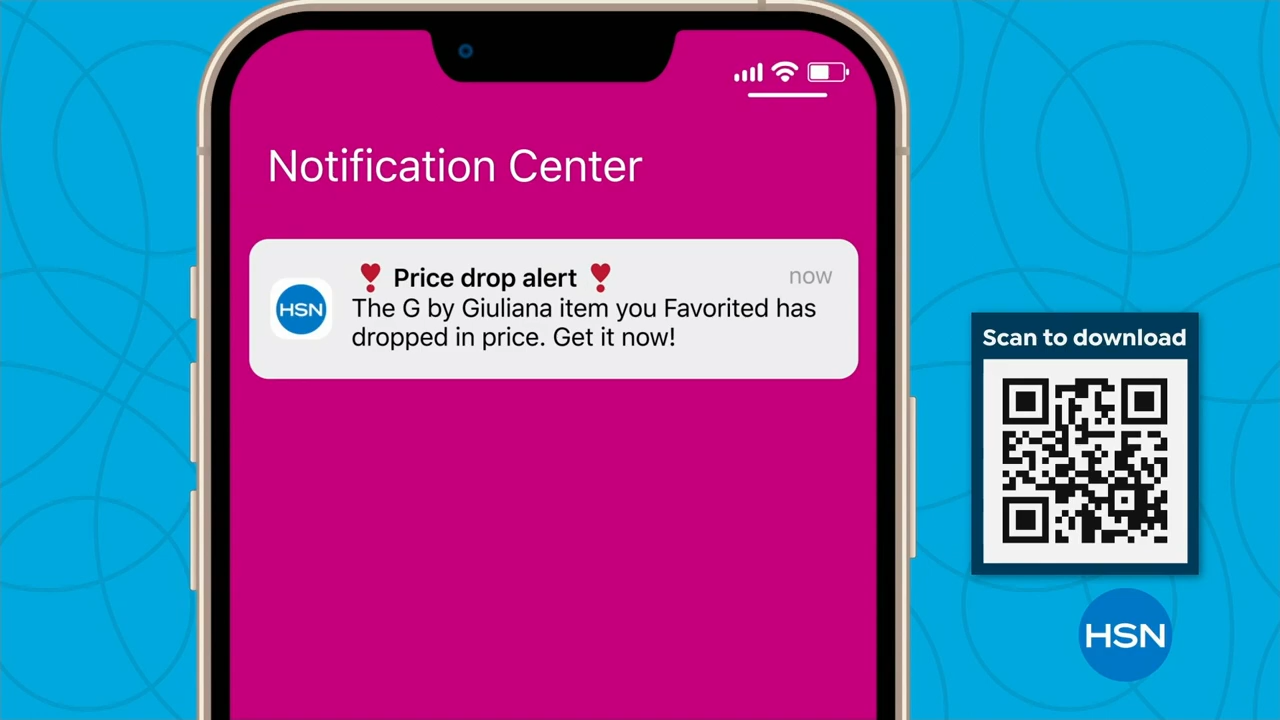 Notification Center
❣ Price drop alert ❣
now
The G by Giuliana item you Favorited has
dropped in price. Get it now!
HSN
Scan to download
HSN